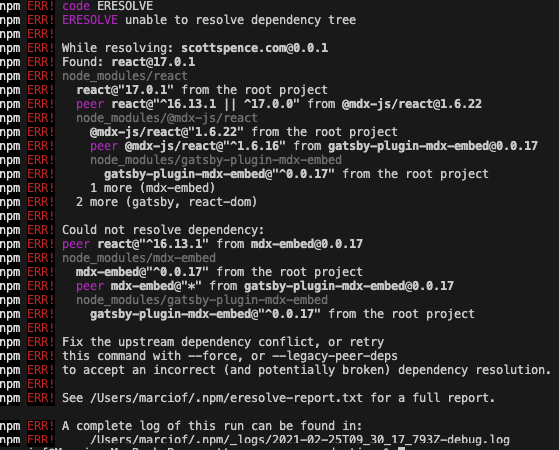 npm ERR! code ERESOLVE
npm ERR! ERESOLVE unable to resolve dependency tree
npm ERR!
npm ERR! While resolving: scottspence.com@0.0.1
npm ERR! Found: react@17.0.1
npm ERR! node_modules/react
npm ERR!   react@"17.0.1" from the root project
npm ERR!   peer react@"^16.13.1 || ^17.0.0" from @mdx-js/react@1.6.22
npm ERR!   node_modules/@mdx-js/react
npm ERR!     @mdx-js/react@"1.6.22" from the root project
npm ERR!     peer @mdx-js/react@"^1.6.16" from gatsby-plugin-mdx-embed@0.0.17
npm ERR!     node_modules/gatsby-plugin-mdx-embed
npm ERR!       gatsby-plugin-mdx-embed@"^0.0.17" from the root project
npm ERR!     1 more (mdx-embed)
npm ERR!   2 more (gatsby, react-dom)
npm ERR!
npm ERR! Could not resolve dependency:
npm ERR! peer react@"^16.13.1" from mdx-embed@0.0.17
npm ERR! node_modules/mdx-embed
npm ERR!   mdx-embed@"^0.0.17" from the root project
npm ERR!   peer mdx-embed@"*" from gatsby-plugin-mdx-embed@0.0.17
npm ERR!   node_modules/gatsby-plugin-mdx-embed
npm ERR!     gatsby-plugin-mdx-embed@"^0.0.17" from the root project
npm ERR!
npm ERR! Fix the upstream dependency conflict, or retry
npm ERR! this command with --force, or --legacy-peer-deps
npm ERR! to accept an incorrect (and potentially broken) dependency resolution.
npm ERR!
npm ERR! See /Users/marciof/.npm/eresolve-report.txt for a full report.
npm ERR!
npm ERR! A complete log of this run can be found in:
npm ERR!     /Users/marciof/.npm/_logs/2021-02-25T09_30_17_793Z-debug.log